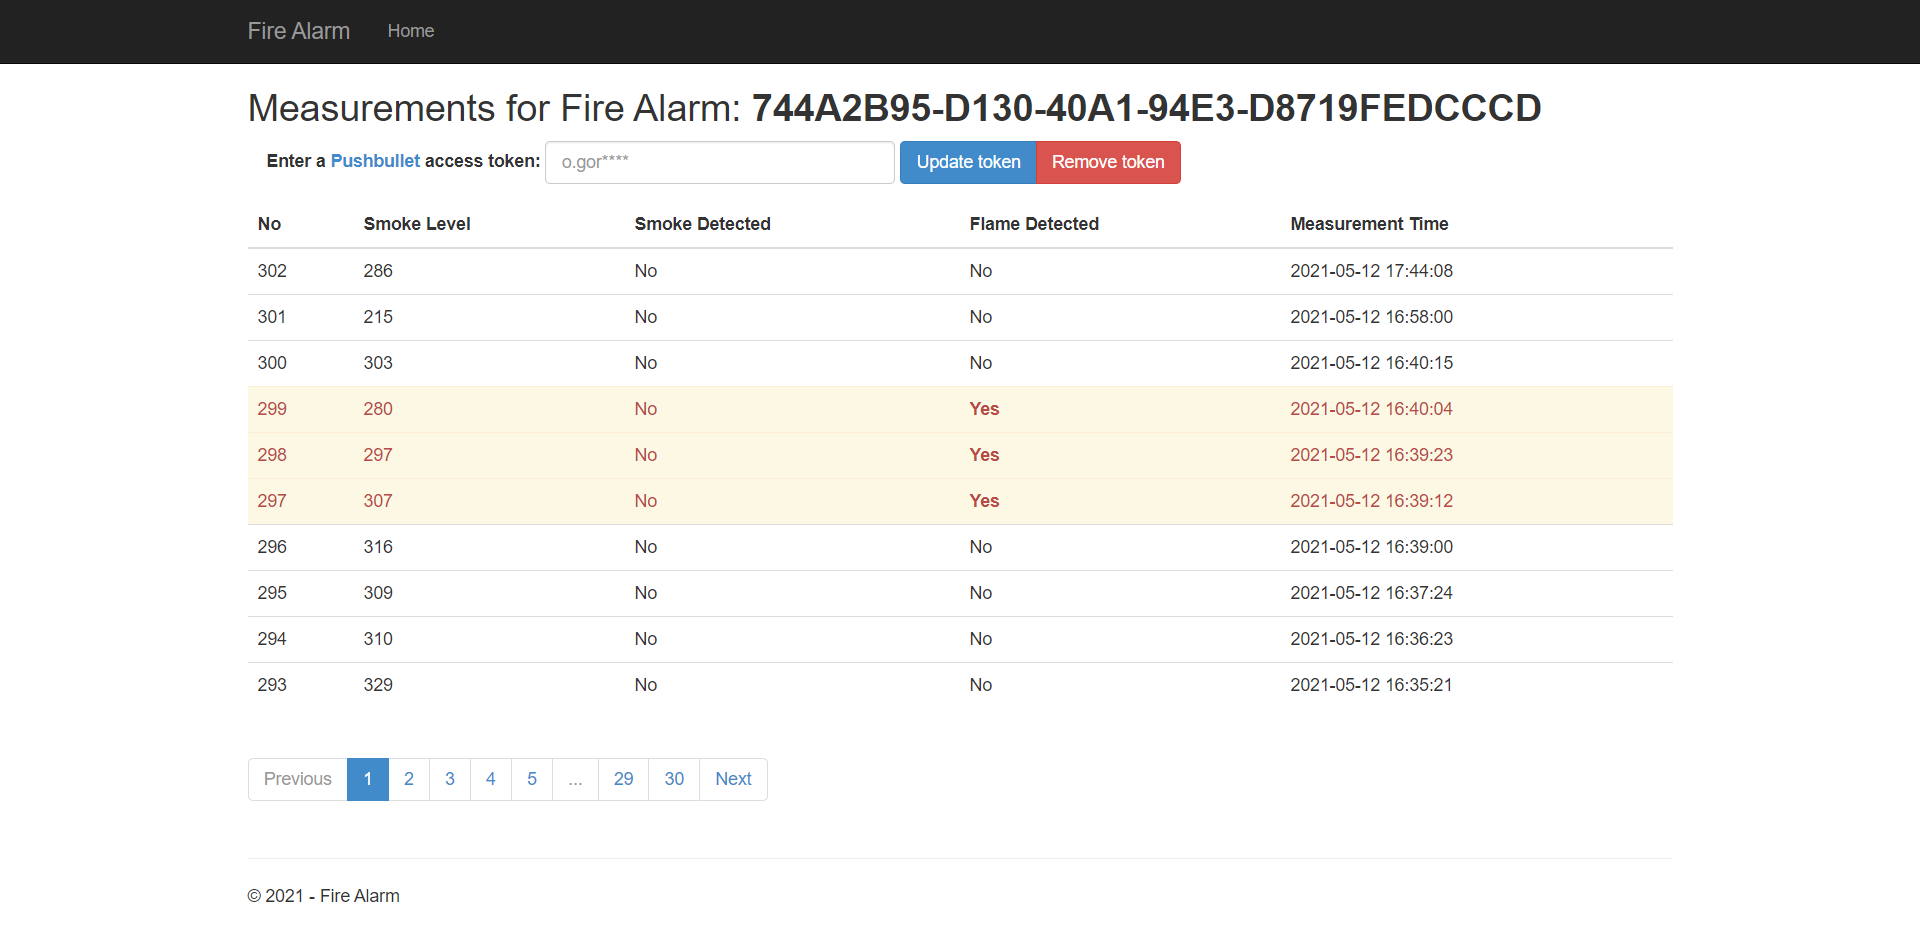 Fire Alarm Home
Measurements for Fire Alarm: 744A2B95-D130-40A1-94E3-D8719FEDCCCD
Enter a Pushbullet access token: o.gor**** Update token Remove token
No Smoke Level Smoke Detected Flame Detected Measurement Time
302 286 No No 2021-05-12 17:44:08
301 215 No No 2021-05-12 16:58:00
300 303 No No 2021-05-12 16:40:15
299 280 No Yes 2021-05-12 16:40:04
298 297 No Yes 2021-05-12 16:39:23
297 307 No Yes 2021-05-12 16:39:12
296 316 No No 2021-05-12 16:39:00
295 309 No No 2021-05-12 16:37:24
294 310 No No 2021-05-12 16:36:23
293 329 No No 2021-05-12 16:35:21
Previous 1 2 3 4 5 ... 29 30 Next
© 2021 - Fire Alarm